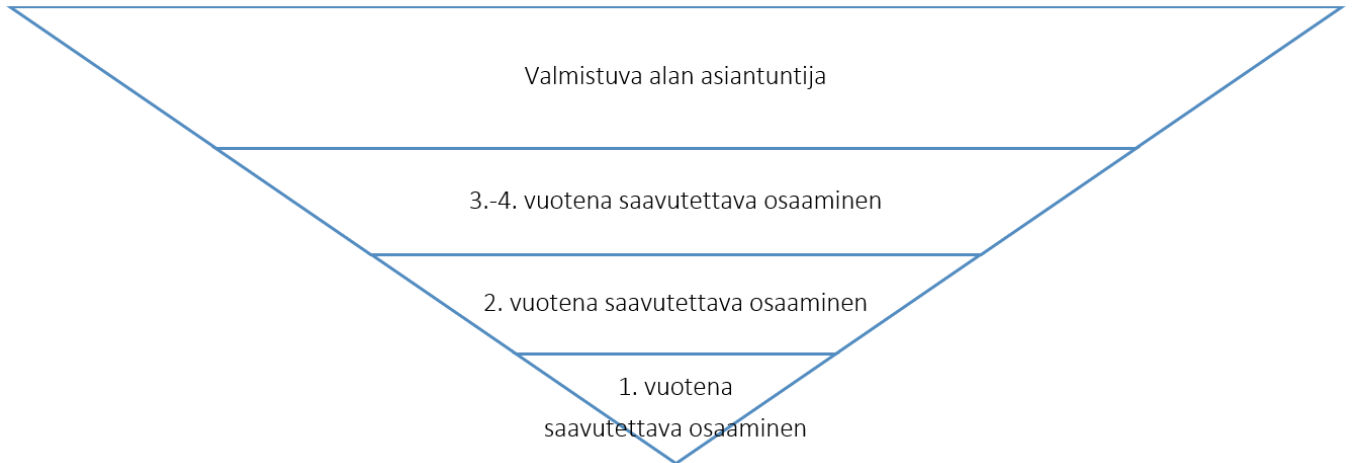 Valmistuva alan asiantuntija
3.-4. vuotena saavutettava osaaminen
2. vuotena saavutettava osaaminen
1. vuotena
saavutettava osaaminen